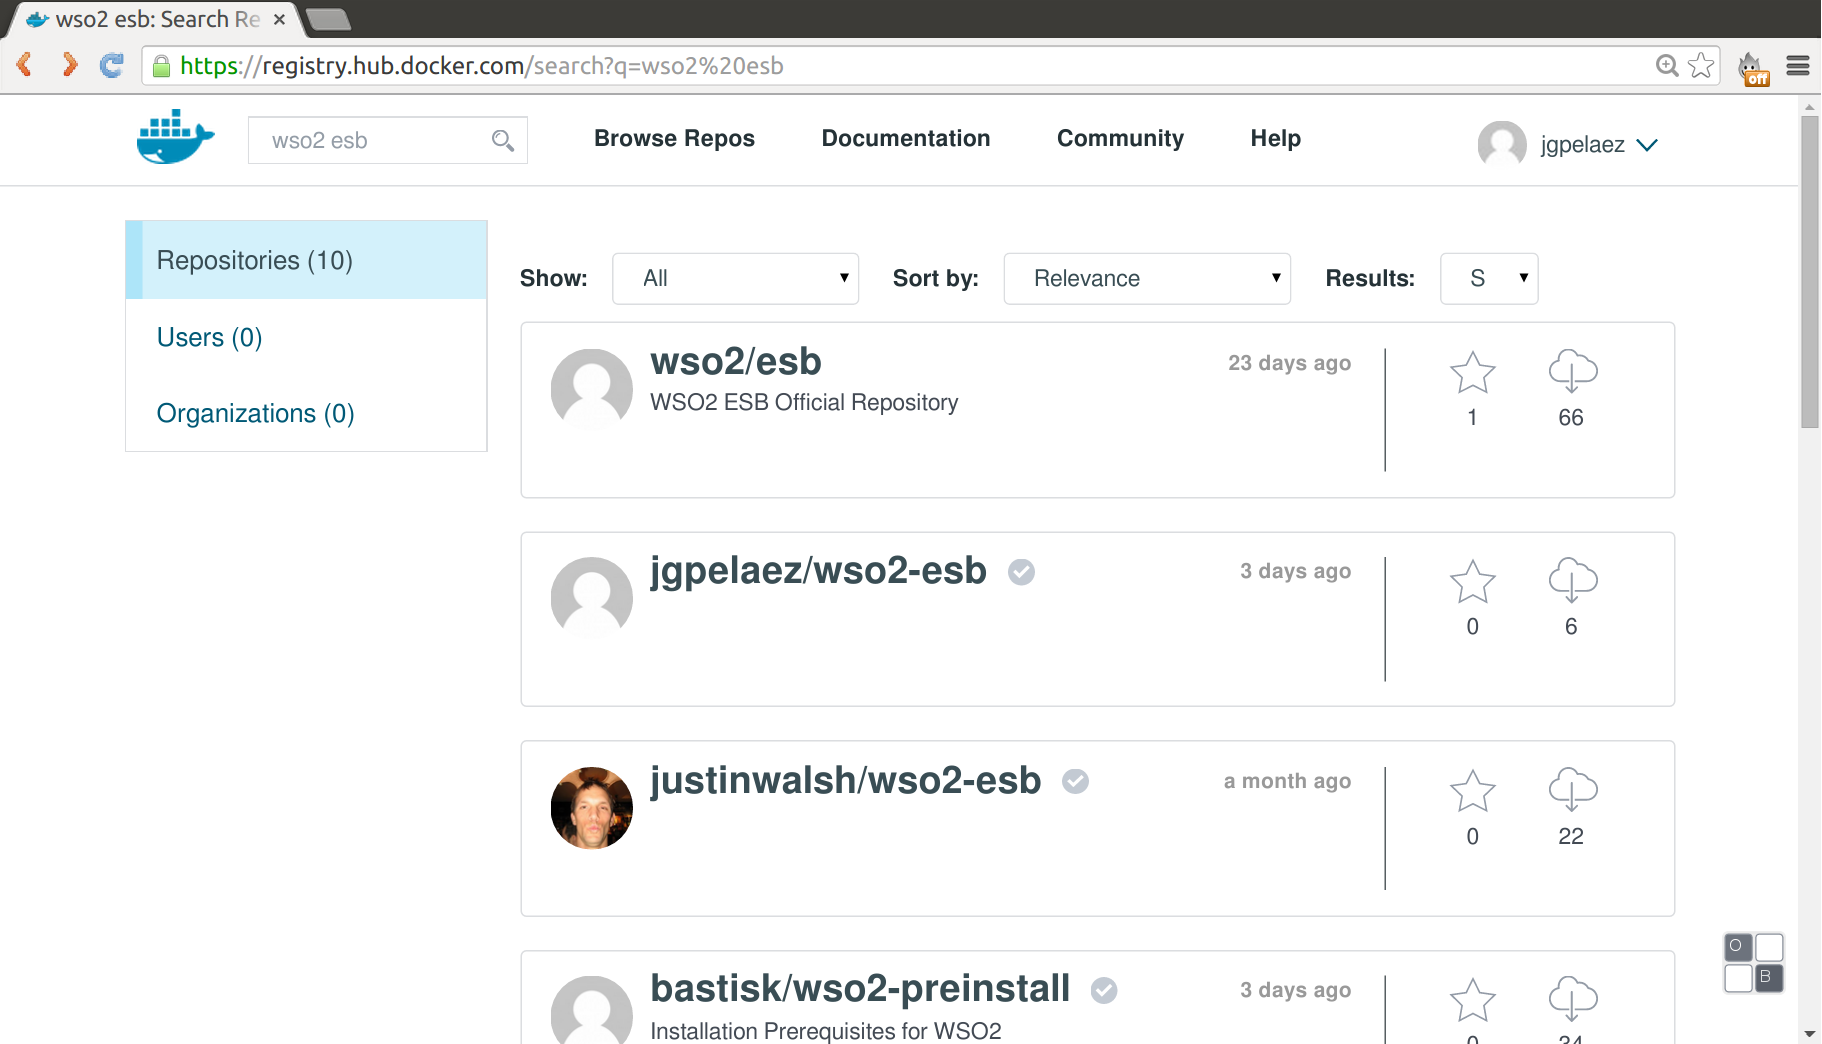 wso2 esb: Search Re
https://registry.hub.docker.com/search?q=wso2%20esb
off
wso2 esb
Browse Repos
Documentation
Community
Help
jgpelaez
Repositories (10)
Users (0)
Organizations (0)
Show: All
Sort by: Relevance
Results: S
wso2/esb
23 days ago
WSO2 ESB Official Repository
1 66
jgpelaez/wso2-esb
3 days ago
0 6
justinwalsh/wso2-esb
a month ago
0 22
bastisk/wso2-preinstall
3 days ago
Installation Prerequisites for WSO2
0 34
O
B